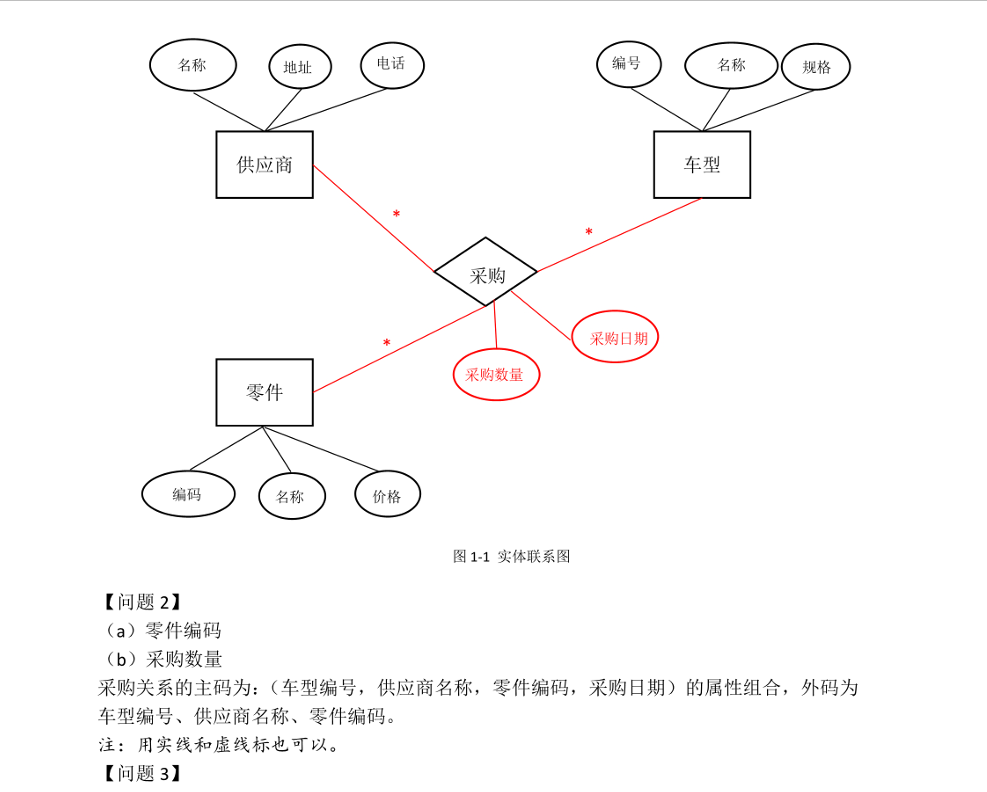 名称 地址 电话 编号 名称 规格
供应商 车型
* *
采购
采购日期
*
采购数量
零件
编码 名称 价格
图 1-1 实体联系图
【问题 2】
（a）零件编码
（b）采购数量
采购关系的主码为：（车型编号，供应商名称，零件编码，采购日期）的属性组合，外码为
车型编号、供应商名称、零件编码。
注：用实线和虚线标也可以。
【问题 3】